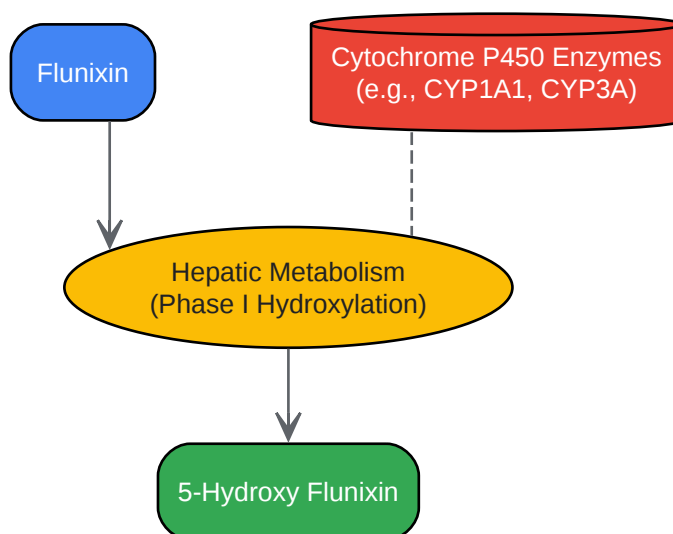 Flunixin
Cytochrome P450 Enzymes
(e.g., CYP1A1, CYP3A)
Hepatic Metabolism
(Phase I Hydroxylation)
5-Hydroxy Flunixin